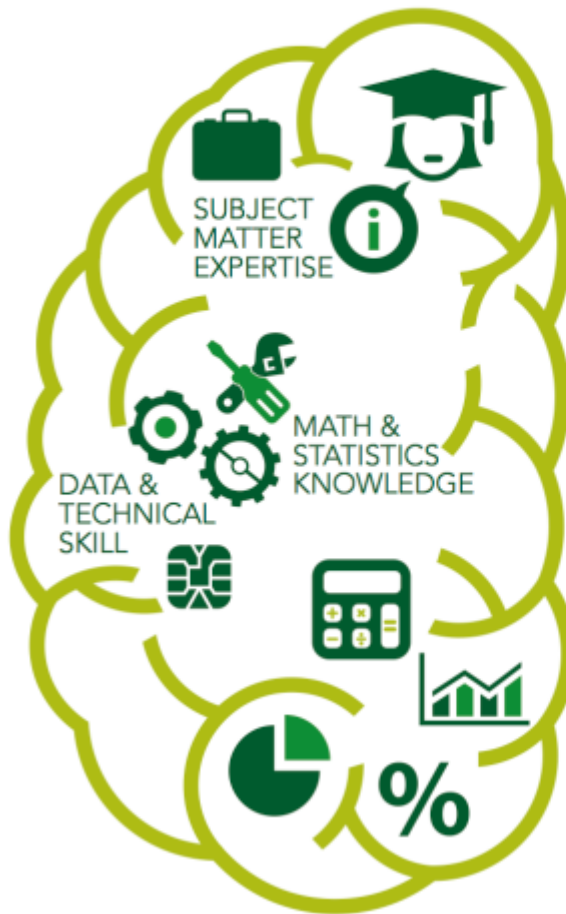 SUBJECT
MATTER
EXPERTISE
i
MATH &
STATISTICS
KNOWLEDGE
DATA &
TECHNICAL
SKILL
+ ×
− ÷ =
%